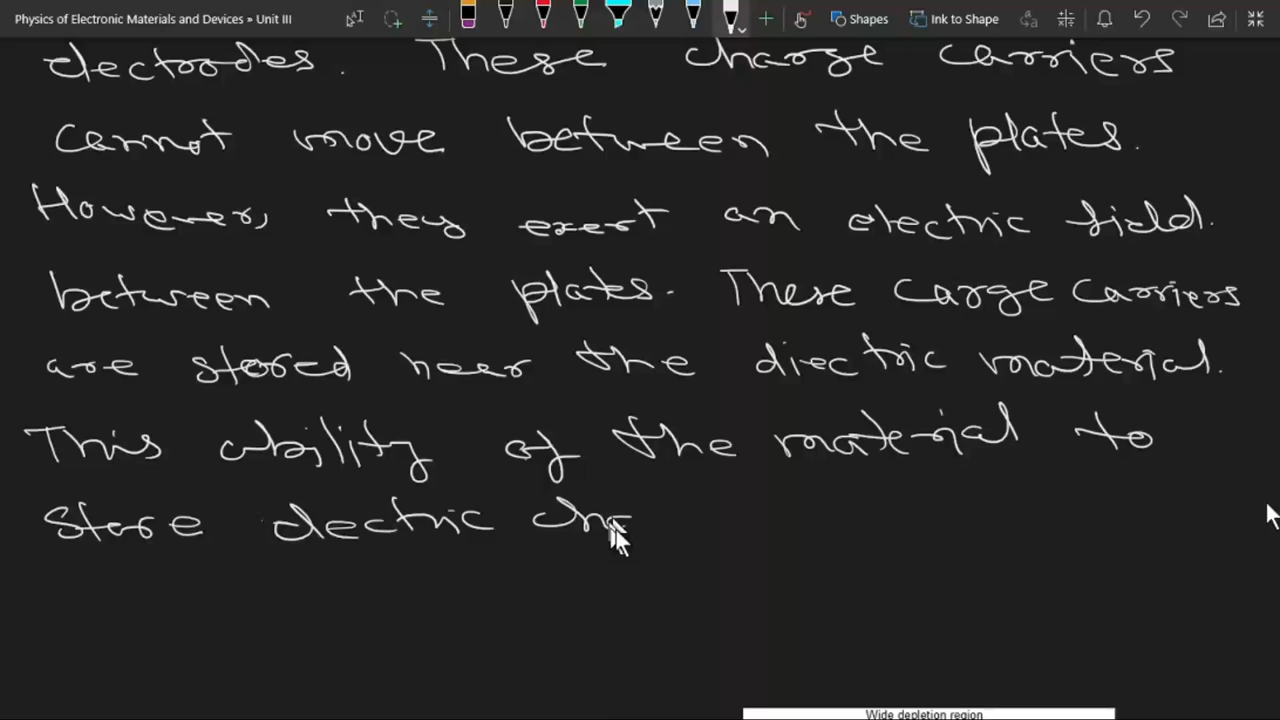 Physics of Electronic Materials and Devices » Unit III
Shapes
Ink to Shape
electrodes. These charge carriers
cannot move between the plates.
However, they exert an electric field.
between the plates. These carge carriers
are stored near the diectric material.
This ability of the material to
store electric cha
Wide depletion region